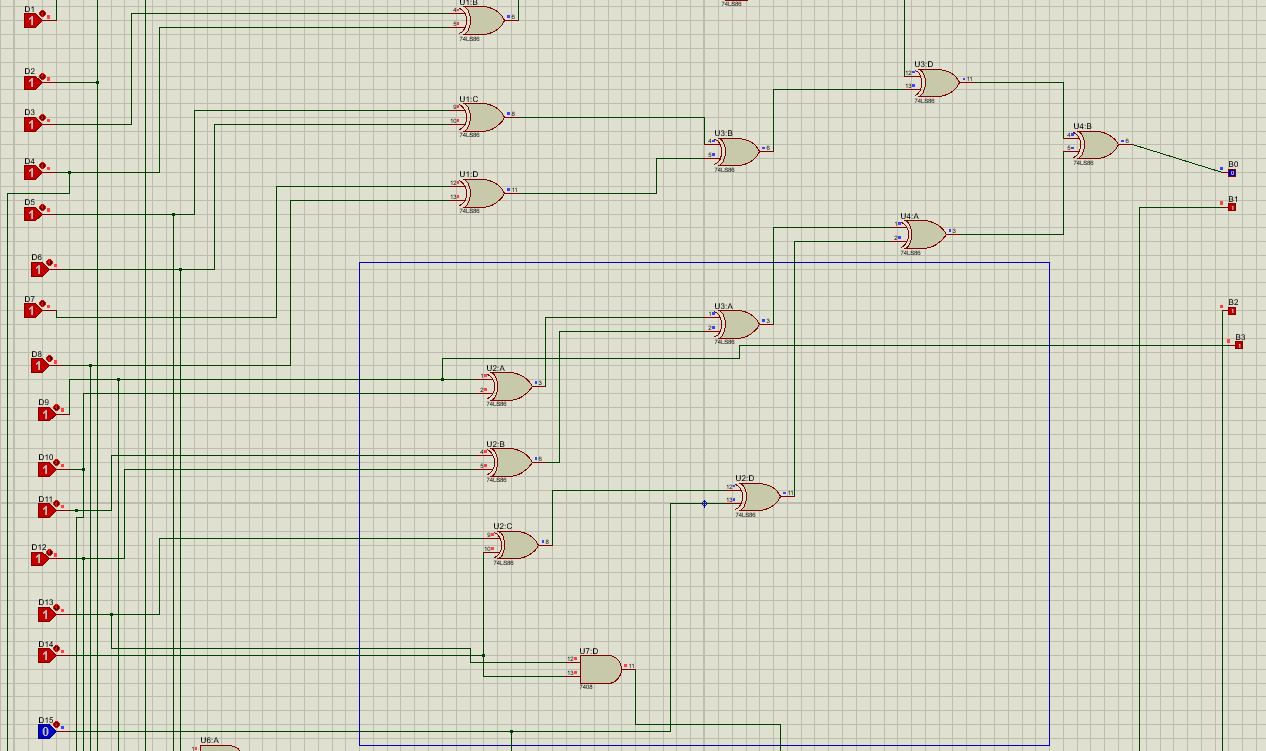 74LS86
D1
1
U1:B
4
5
6
74LS86
D2
1
U3:D
12
13
11
74LS86
D3
1
U1:C
9
10
8
74LS86
U4:B
4
5
6
74LS86
U3:B
4
5
6
74LS86
D4
1
B0
0
U1:D
12
13
11
74LS86
D5
1
B1
1
U4:A
1
2
3
74LS86
D6
1
D7
1
U3:A
1
2
3
74LS86
B2
1
B3
1
D8
1
U2:A
1
2
3
74LS86
D9
1
U2:B
4
5
6
74LS86
D10
1
U2:D
12
13
11
74LS86
D11
1
U2:C
9
10
8
74LS86
D12
1
D13
1
D14
1
U7:D
12
13
11
7408
D15
0
U6:A
1